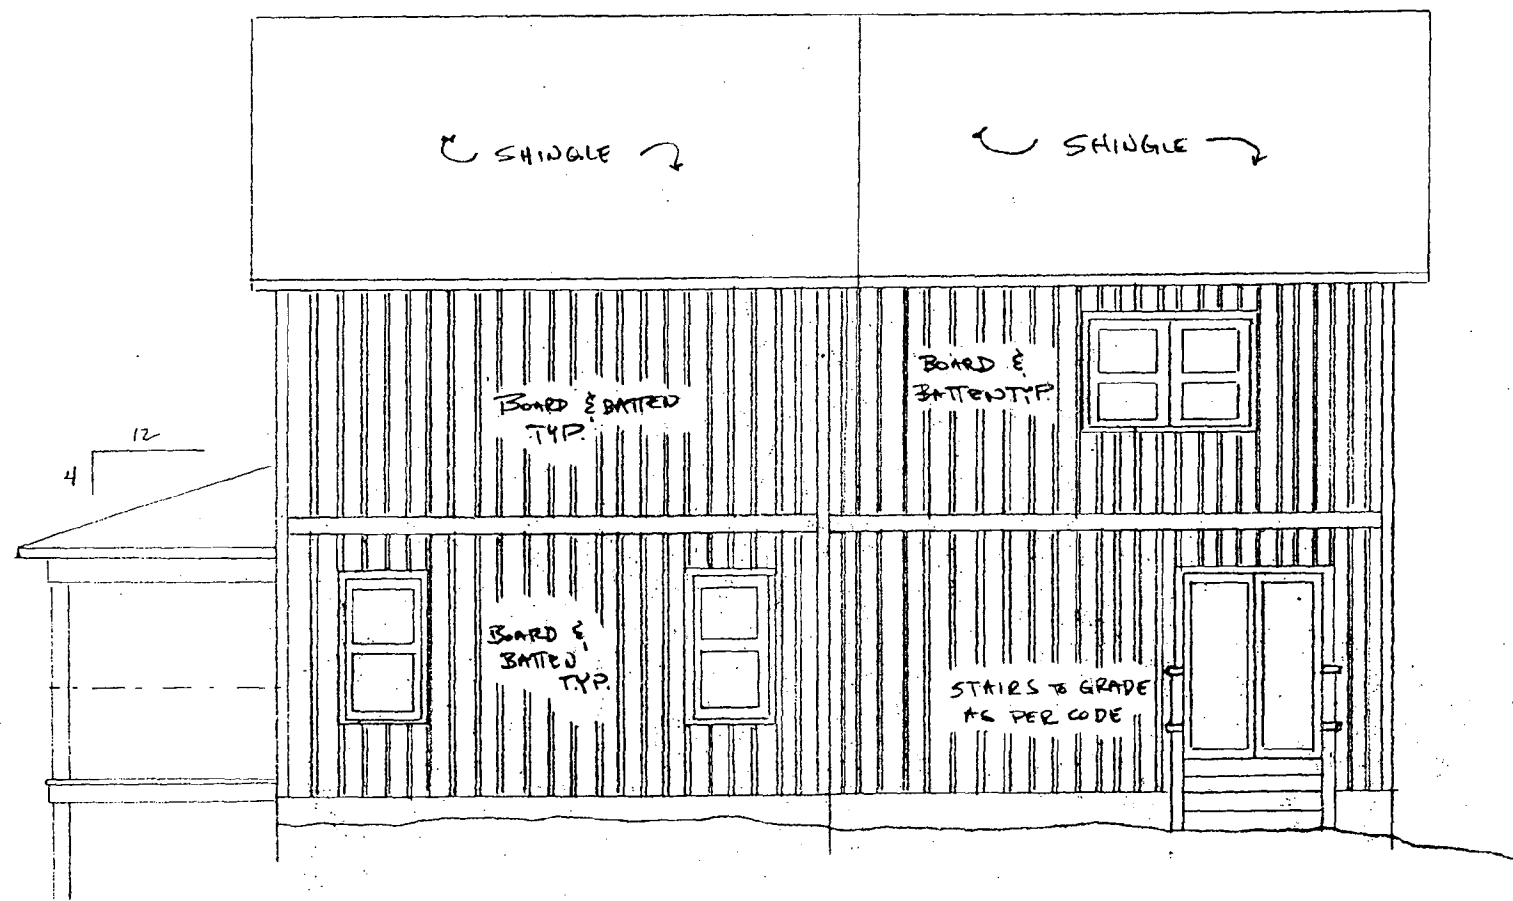 SHINGLE
SHINGLE
BOARD &
BATTEN TYP.
BOARD & BATTEN
TYP.
12
4
BOARD &
BATTEN
TYP.
STAIRS TO GRADE
AS PER CODE